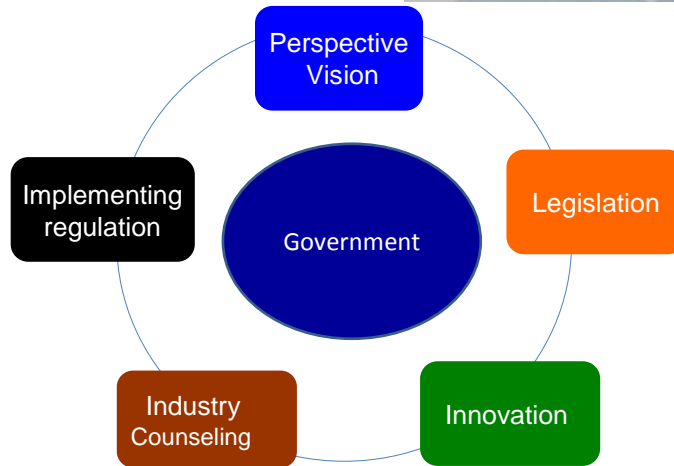 Perspective
Vision
Implementing
regulation
Legislation
Government
Industry
Counseling
Innovation